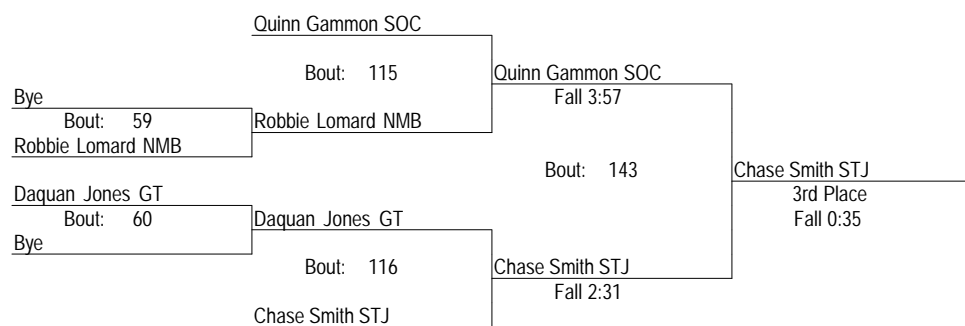 Quinn Gammon SOC
Bout: 115
Quinn Gammon SOC
Fall 3:57
Bye
Bout: 59
Robbie Lomard NMB
Robbie Lomard NMB
Bout: 143
Chase Smith STJ
3rd Place
Fall 0:35
Daquan Jones GT
Bout: 60
Daquan Jones GT
Bye
Bout: 116
Chase Smith STJ
Fall 2:31
Chase Smith STJ